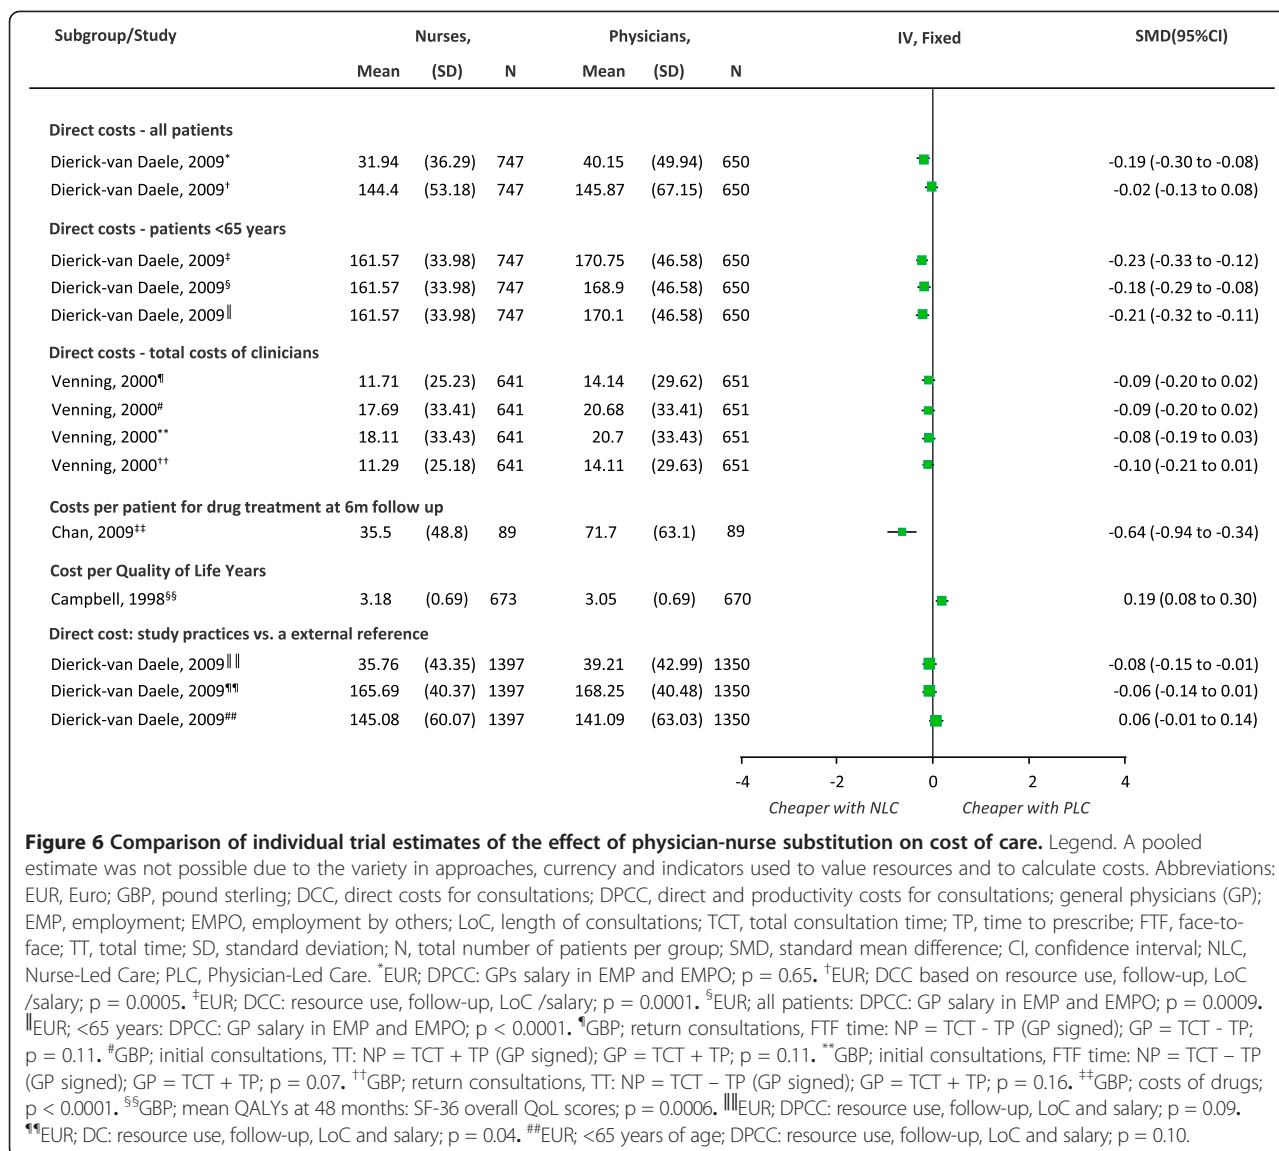 Subgroup/Study Nurses, Physicians, IV, Fixed SMD(95%CI)
Mean (SD) N Mean (SD) N
Direct costs - all patients
Dierick-van Daele, 2009* 31.94 (36.29) 747 40.15 (49.94) 650 -0.19 (-0.30 to -0.08)
Dierick-van Daele, 2009† 144.4 (53.18) 747 145.87 (67.15) 650 -0.02 (-0.13 to 0.08)
Direct costs - patients <65 years
Dierick-van Daele, 2009‡ 161.57 (33.98) 747 170.75 (46.58) 650 -0.23 (-0.33 to -0.12)
Dierick-van Daele, 2009§ 161.57 (33.98) 747 168.9 (46.58) 650 -0.18 (-0.29 to -0.08)
Dierick-van Daele, 2009‖ 161.57 (33.98) 747 170.1 (46.58) 650 -0.21 (-0.32 to -0.11)
Direct costs - total costs of clinicians
Venning, 2000¶ 11.71 (25.23) 641 14.14 (29.62) 651 -0.09 (-0.20 to 0.02)
Venning, 2000# 17.69 (33.41) 641 20.68 (33.41) 651 -0.09 (-0.20 to 0.02)
Venning, 2000** 18.11 (33.43) 641 20.7 (33.43) 651 -0.08 (-0.19 to 0.03)
Venning, 2000†† 11.29 (25.18) 641 14.11 (29.63) 651 -0.10 (-0.21 to 0.01)
Costs per patient for drug treatment at 6m follow up
Chan, 2009‡‡ 35.5 (48.8) 89 71.7 (63.1) 89 -0.64 (-0.94 to -0.34)
Cost per Quality of Life Years
Campbell, 1998§§ 3.18 (0.69) 673 3.05 (0.69) 670 0.19 (0.08 to 0.30)
Direct cost: study practices vs. a external reference
Dierick-van Daele, 2009‖‖ 35.76 (43.35) 1397 39.21 (42.99) 1350 -0.08 (-0.15 to -0.01)
Dierick-van Daele, 2009¶¶ 165.69 (40.37) 1397 168.25 (40.48) 1350 -0.06 (-0.14 to 0.01)
Dierick-van Daele, 2009## 145.08 (60.07) 1397 141.09 (63.03) 1350 0.06 (-0.01 to 0.14)
-4 -2 0 2 4
Cheaper with NLC Cheaper with PLC
Figure 6 Comparison of individual trial estimates of the effect of physician-nurse substitution on cost of care. Legend. A pooled
estimate was not possible due to the variety in approaches, currency and indicators used to value resources and to calculate costs. Abbreviations:
EUR, Euro; GBP, pound sterling; DCC, direct costs for consultations; DPCC, direct and productivity costs for consultations; general physicians (GP);
EMP, employment; EMPO, employment by others; LoC, length of consultations; TCT, total consultation time; TP, time to prescribe; FTF, face-to-
face; TT, total time; SD, standard deviation; N, total number of patients per group; SMD, standard mean difference; CI, confidence interval; NLC,
Nurse-Led Care; PLC, Physician-Led Care. *EUR; DPCC: GPs salary in EMP and EMPO; p = 0.65. †EUR; DCC based on resource use, follow-up, LoC
/salary; p = 0.0005. ‡EUR; DCC: resource use, follow-up, LoC /salary; p = 0.0001. §EUR; all patients: DPCC: GP salary in EMP and EMPO; p = 0.0009.
‖EUR; <65 years: DPCC: GP salary in EMP and EMPO; p < 0.0001. ¶GBP; return consultations, FTF time: NP = TCT - TP (GP signed); GP = TCT - TP;
p = 0.11. #GBP; initial consultations, TT: NP = TCT + TP (GP signed); GP = TCT + TP; p = 0.11. **GBP; initial consultations, FTF time: NP = TCT – TP
(GP signed); GP = TCT + TP; p = 0.07. ††GBP; return consultations, TT: NP = TCT – TP (GP signed); GP = TCT + TP; p = 0.16. ‡‡GBP; costs of drugs;
p < 0.0001. §§GBP; mean QALYs at 48 months: SF-36 overall QoL scores; p = 0.0006. ‖‖EUR; DPCC: resource use, follow-up, LoC and salary; p = 0.09.
¶¶EUR; DC: resource use, follow-up, LoC and salary; p = 0.04. ##EUR; <65 years of age; DPCC: resource use, follow-up, LoC and salary; p = 0.10.